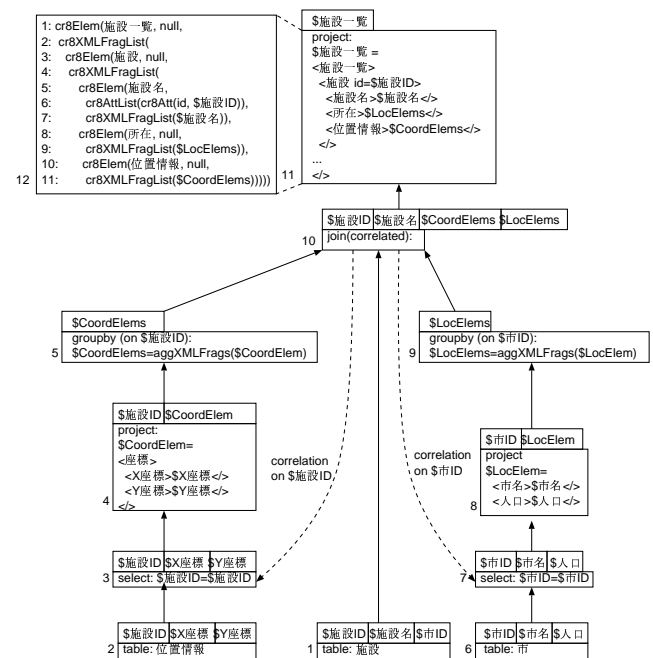 1: cr8Elem(施設一覧, null,
2: cr8XMLFragList(
3: cr8Elem(施設, null,
4: cr8XMLFragList(
5: cr8Elem(施設名,
6: cr8AttList(cr8Att(id, $施設ID)),
7: cr8XMLFragList($施設名)),
8: cr8Elem(所在, null,
9: cr8XMLFragList($LocElems)),
10: cr8Elem(位置情報, null,
11: cr8XMLFragList($CoordElems)))))
12
$施設一覧
project:
$施設一覧 =
<施設一覧>
<施設 id=$施設ID>
<施設名>$施設名</>
<所在>$LocElems</>
<位置情報>$CoordElems</>
</>
...
</>
11
$施設ID $施設名 $CoordElems $LocElems
join(correlated):
10
$CoordElems
groupby (on $施設ID):
$CoordElems=aggXMLFrags($CoordElem)
5
$LocElems
groupby (on $市ID):
$LocElems=aggXMLFrags($LocElem)
9
$施設ID $CoordElem
project:
$CoordElem=
<座標>
<X座標>$X座標</>
<Y座標>$Y座標</>
</>
4
correlation
on $施設ID
correlation
on $市ID
$市ID $LocElem
project
$LocElem=
<市名>$市名</>
<人口>$人口</>
8
$施設ID $X座標 $Y座標
3 select: $施設ID=$施設ID
$市ID $市名 $人口
7 select: $市ID=$市ID
$施設ID $X座標 $Y座標
2 table: 位置情報
$施設ID $施設名 $市ID
1 table: 施設
$市ID $市名 $人口
6 table: 市